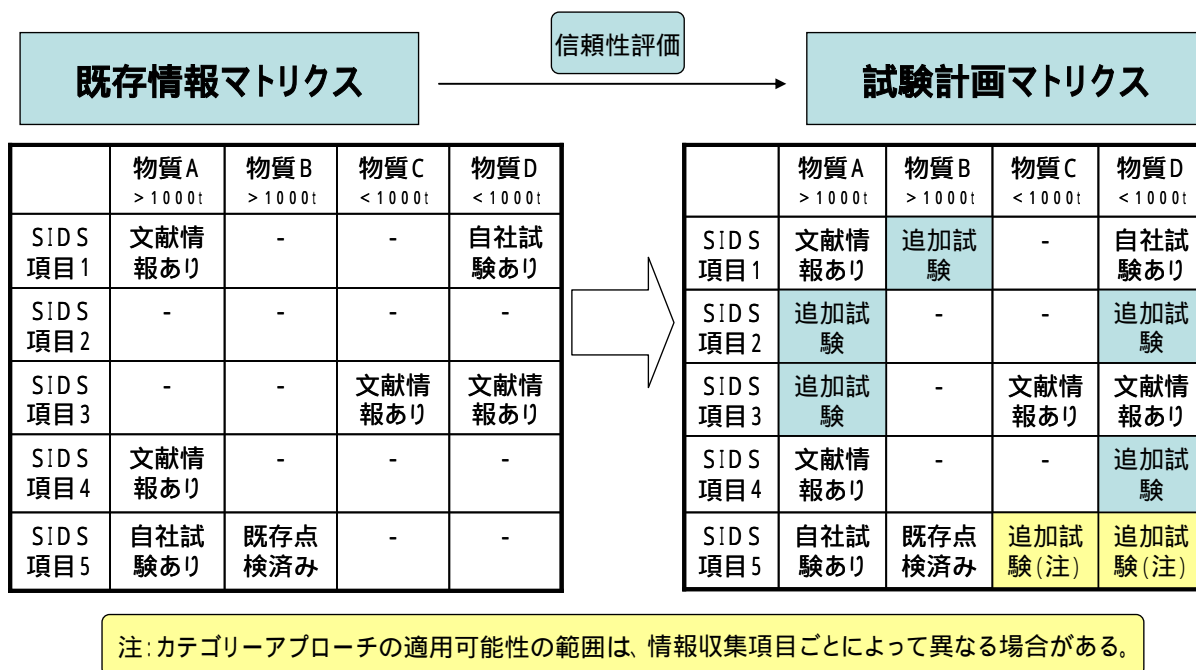 信頼性評価
既存情報マトリクス
試験計画マトリクス
物質A 物質B 物質C 物質D
>1000t >1000t <1000t <1000t
SIDS 文献情 - - 自社試
項目1 報あり 験あり
SIDS - - - -
項目2
SIDS - - 文献情 文献情
項目3 報あり 報あり
SIDS 文献情 - - -
項目4 報あり
SIDS 自社試 既存点 - -
項目5 験あり 検済み
物質A 物質B 物質C 物質D
>1000t >1000t <1000t <1000t
SIDS 文献情 追加試 - 自社試
項目1 報あり 験 験あり
SIDS 追加試 - - 追加試
項目2 験 験
SIDS 追加試 - 文献情 文献情
項目3 験 報あり 報あり
SIDS 文献情 - - 追加試
項目4 報あり 験
SIDS 自社試 既存点 追加試 追加試
項目5 験あり 検済み 験(注) 験(注)
注:カテゴリーアプローチの適用可能性の範囲は、情報収集項目ごとによって異なる場合がある。